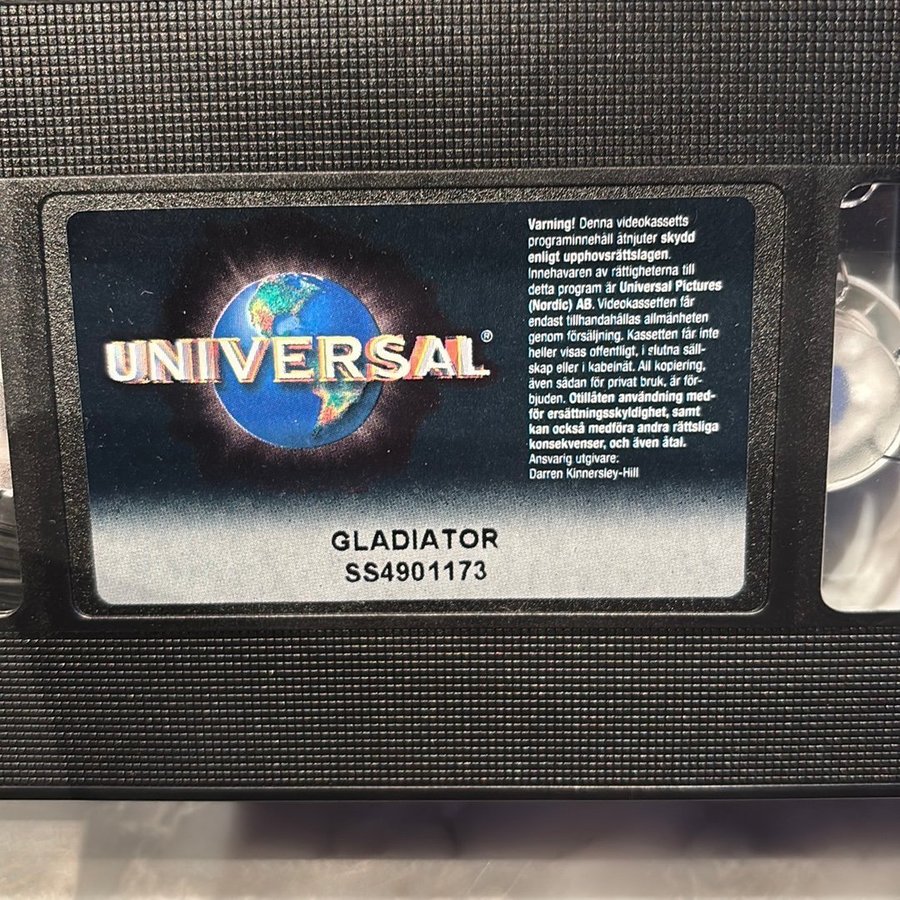 UNIVERSAL®
Varning! Denna videokassetts
programinnehåll åtnjuter skydd
enligt upphovsrättslagen.
Innehavaren av rättigheterna till
detta program är Universal Pictures
(Nordic) AB. Videokassetten får
endast tillhandahållas allmänheten
genom försäljning. Kassetten får inte
heller visas offentligt, i slutna säll-
skap eller i kabelnät. All kopiering,
även sådan för privat bruk, är för-
bjuden. Otillåten användning med-
för ersättningsskyldighet, samt
kan också medföra andra rättsliga
konsekvenser, och även åtal.
Ansvarig utgivare:
Darren Kinnersley-Hill
GLADIATOR
SS4901173